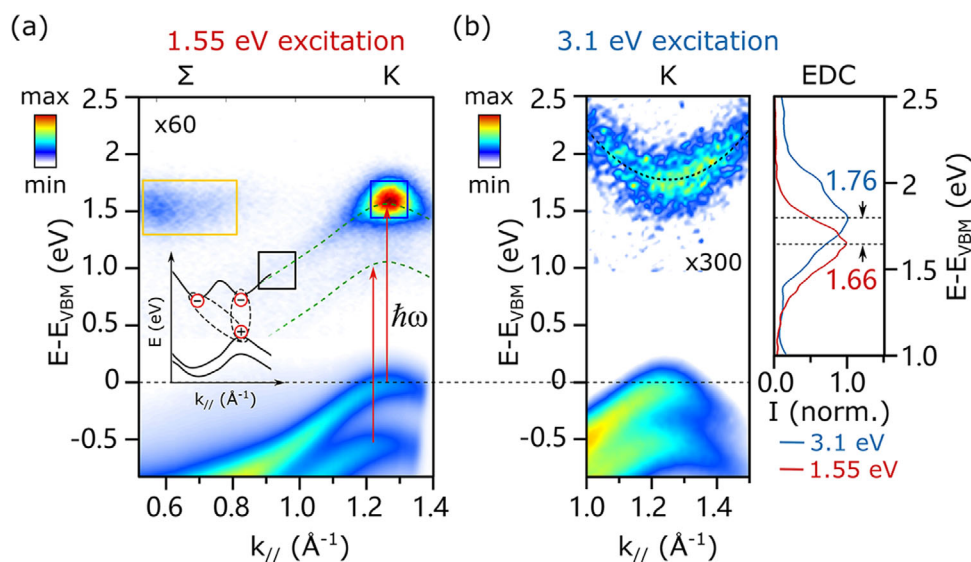 (a)
1.55 eV excitation
Σ
K
max
min
x60
2.5
2
1.5
1.0
0.5
0
-0.5
E-E_VBM (eV)
ħω
E (eV)
k_// (Å⁻¹)
0.6 0.8 1.0 1.2 1.4
k_// (Å⁻¹)
(b)
3.1 eV excitation
K
max
min
2.5
2
1.5
1.0
0.5
0
-0.5
E-E_VBM (eV)
x300
1.0 1.2 1.4
k_// (Å⁻¹)
EDC
1.76
1.66
2.5
2.0
1.5
1.0
E-E_VBM (eV)
0.0 1.0
I (norm.)
3.1 eV
1.55 eV